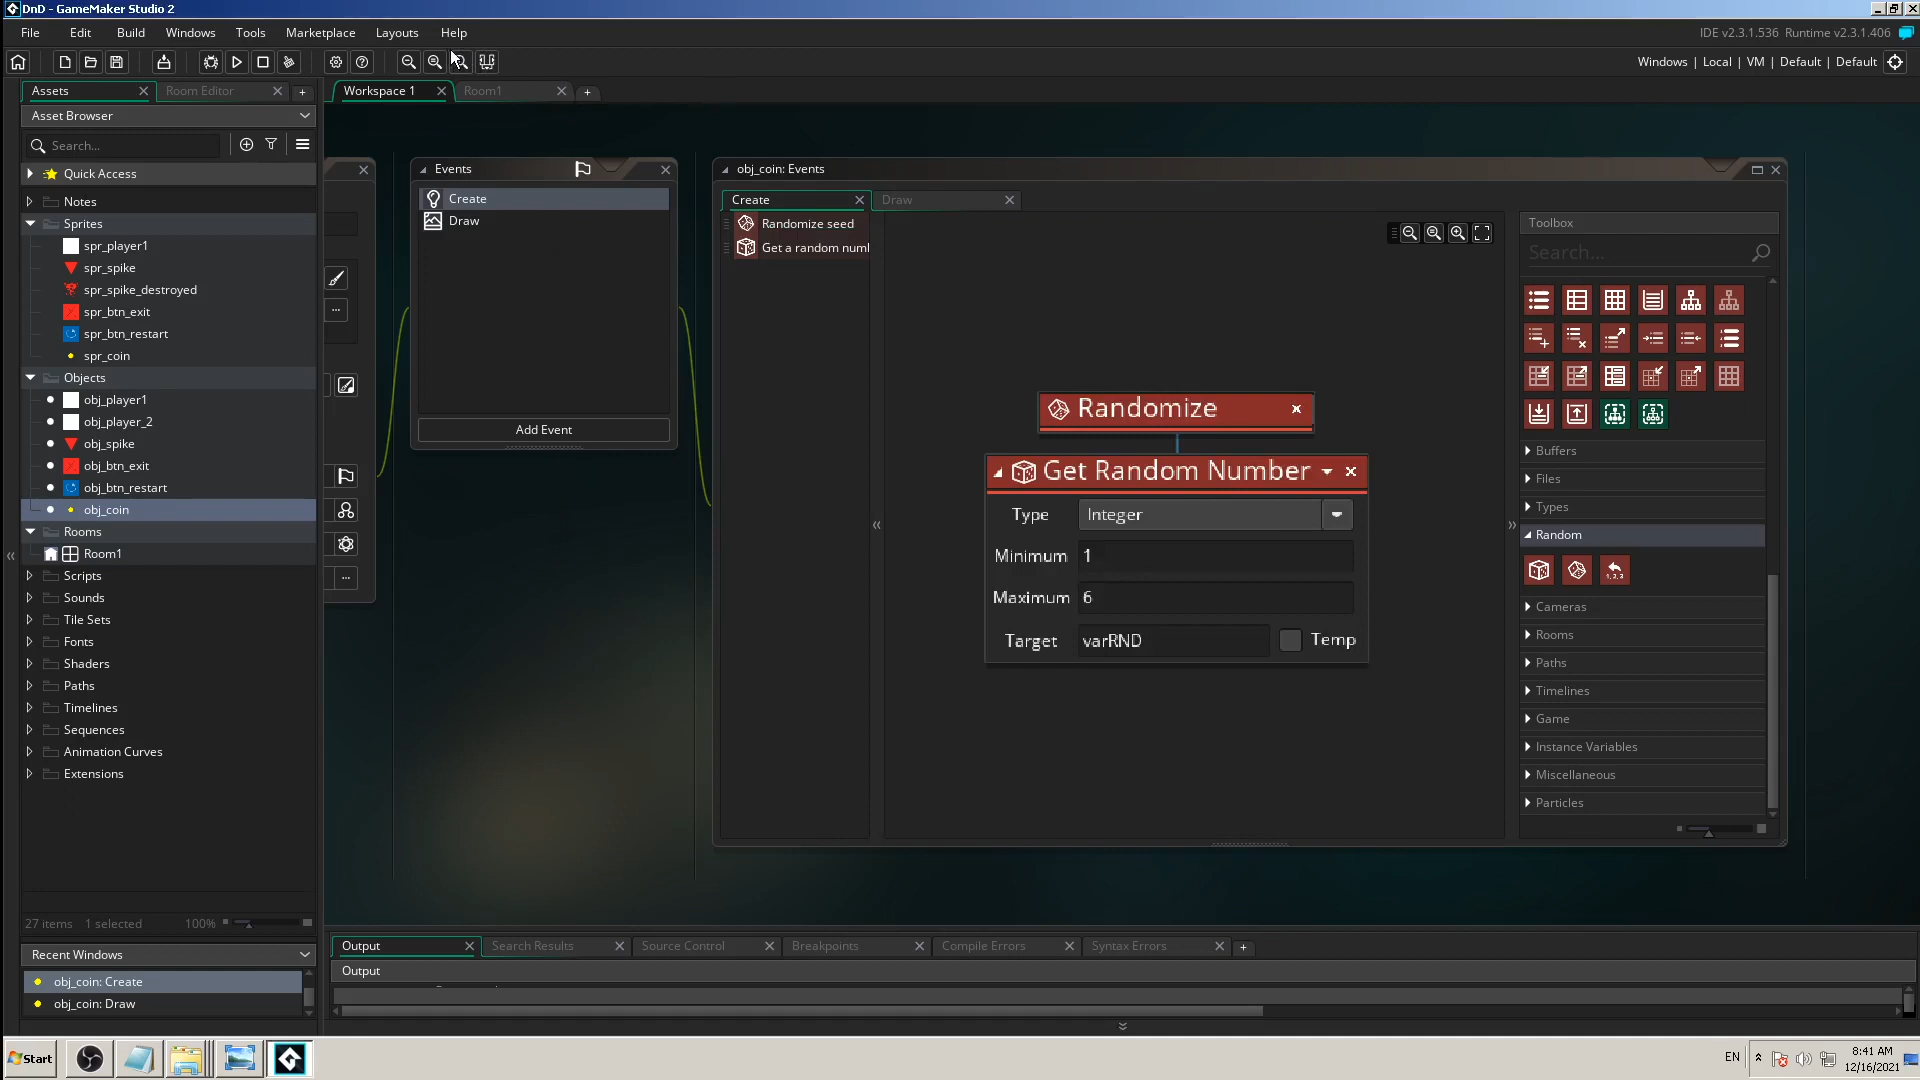 DnD - GameMaker Studio 2
File Edit Build Windows Tools Marketplace Layouts Help
IDE v2.3.1.536 Runtime v2.3.1.406
Windows | Local | VM | Default | Default
Assets
Room Editor
Workspace 1
Room1
Asset Browser
Search...
Quick Access
Notes
Sprites
spr_player1
spr_spike
spr_spike_destroyed
spr_btn_exit
spr_btn_restart
spr_coin
Objects
obj_player1
obj_player_2
obj_spike
obj_btn_exit
obj_btn_restart
obj_coin
Rooms
Room1
Scripts
Sounds
Tile Sets
Fonts
Shaders
Paths
Timelines
Sequences
Animation Curves
Extensions
27 items 1 selected 100%
Recent Windows
obj_coin: Create
obj_coin: Draw
Events
Create
Draw
Add Event
obj_coin: Events
Create
Draw
Randomize seed
Get a random num
Randomize
Get Random Number
Type Integer
Minimum 1
Maximum 6
Target varRND Temp
Toolbox
Search...
Buffers
Files
Types
Random
1,2,3
Cameras
Rooms
Paths
Timelines
Game
Instance Variables
Miscellaneous
Particles
Output
Search Results
Source Control
Breakpoints
Compile Errors
Syntax Errors
Output
Start
EN
8:41 AM
12/16/2021